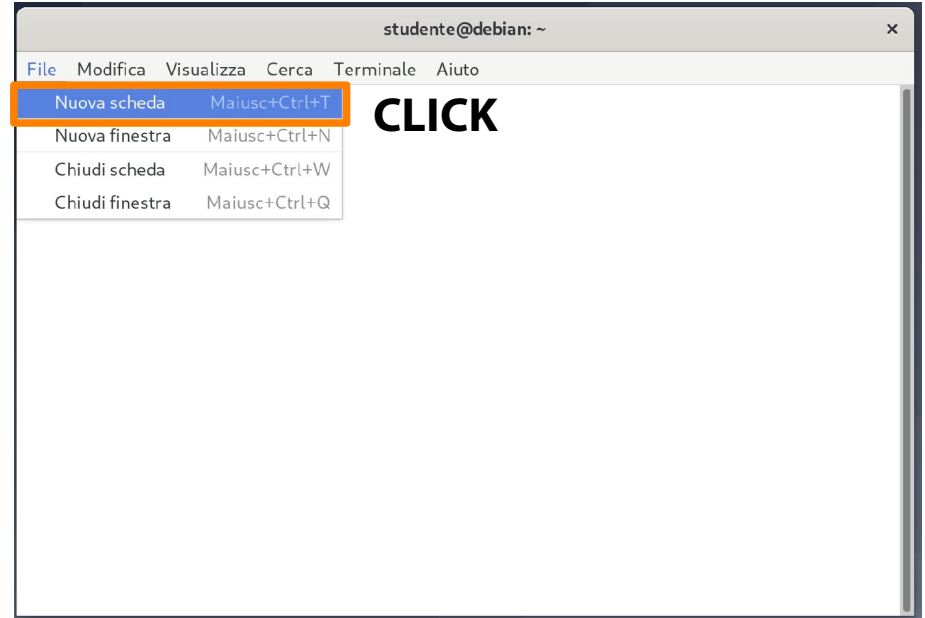 studente@debian: ~ ×
File Modifica Visualizza Cerca Terminale Aiuto
Nuova scheda Maiusc+Ctrl+T CLICK
Nuova finestra Maiusc+Ctrl+N
Chiudi scheda Maiusc+Ctrl+W
Chiudi finestra Maiusc+Ctrl+Q